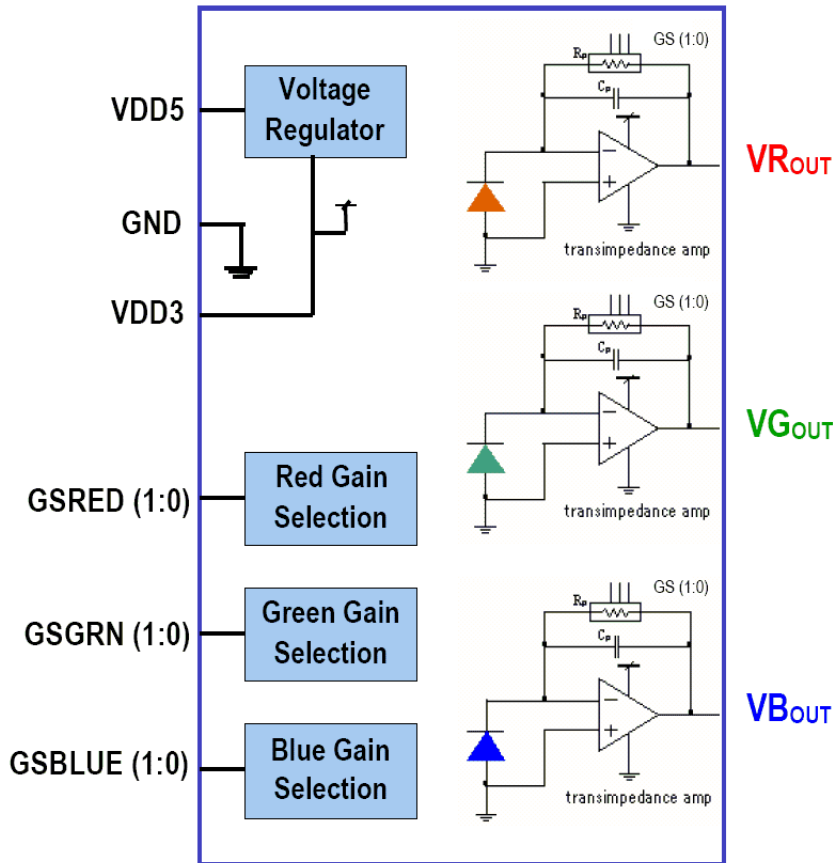 VDD5
Voltage
Regulator
GND
VDD3
GSRED (1:0)
Red Gain
Selection
GSGRN (1:0)
Green Gain
Selection
GSBLUE (1:0)
Blue Gain
Selection
GS (1:0)
Rp
Cp
transimpedance amp
VROUT
GS (1:0)
Rp
Cp
transimpedance amp
VGOUT
GS (1:0)
Rp
Cp
transimpedance amp
VBOUT